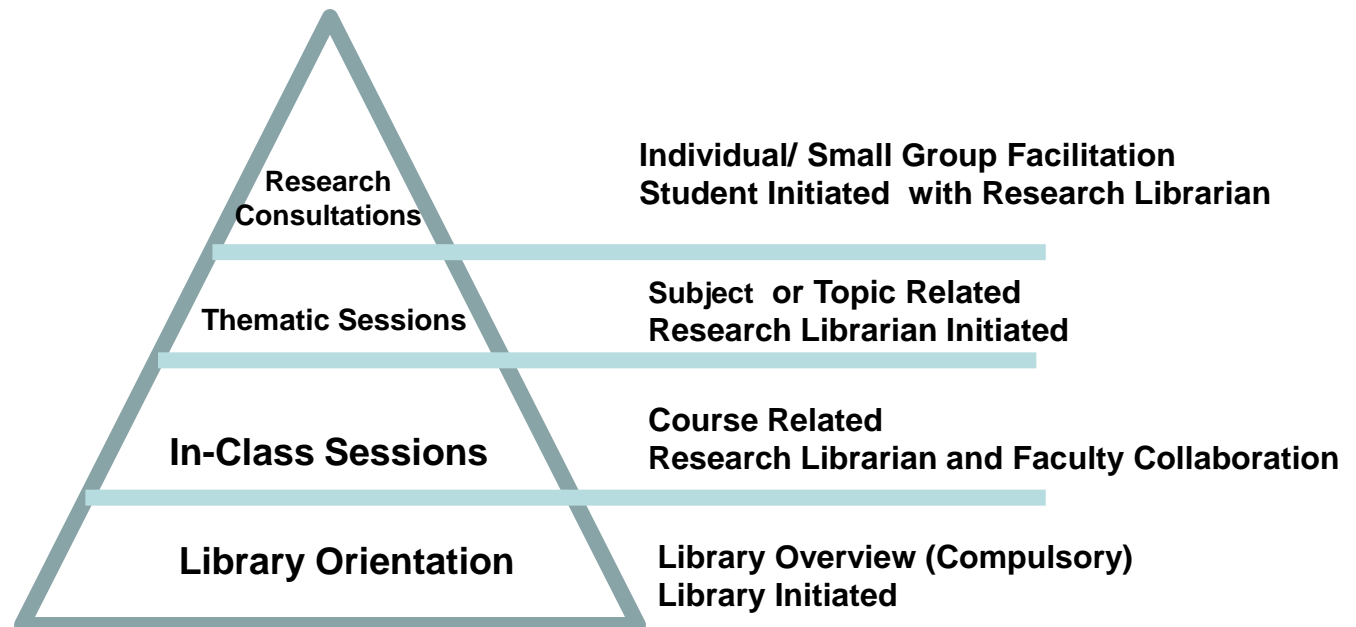 Research
Consultations
Individual/ Small Group Facilitation
Student Initiated  with Research Librarian
Thematic Sessions
Subject  or Topic Related
Research Librarian Initiated
In-Class Sessions
Course Related
Research Librarian and Faculty Collaboration
Library Orientation
Library Overview (Compulsory)
Library Initiated